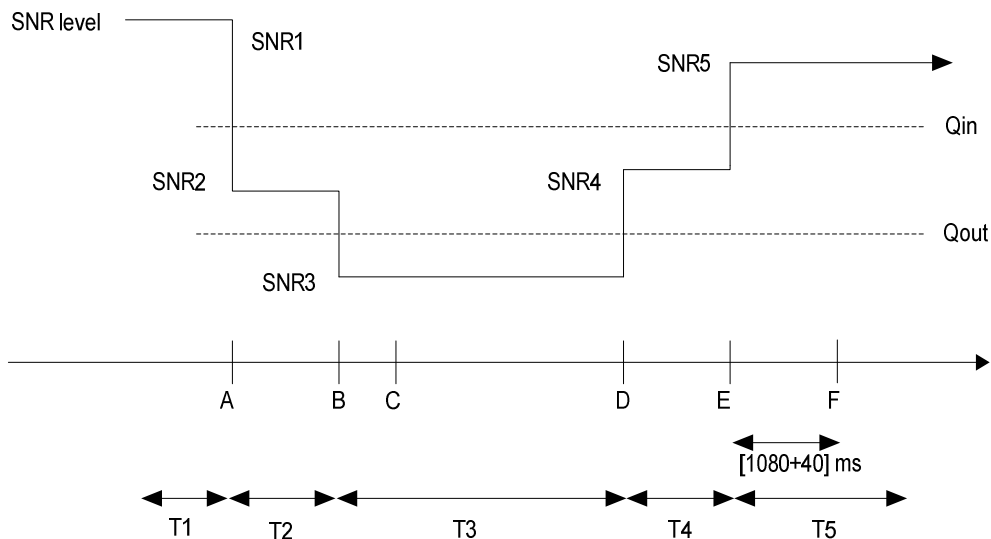 SNR level
SNR1
SNR5
Qin
SNR2
SNR4
Qout
SNR3
A B C D E F
[1080+40] ms
T1 T2 T3 T4 T5